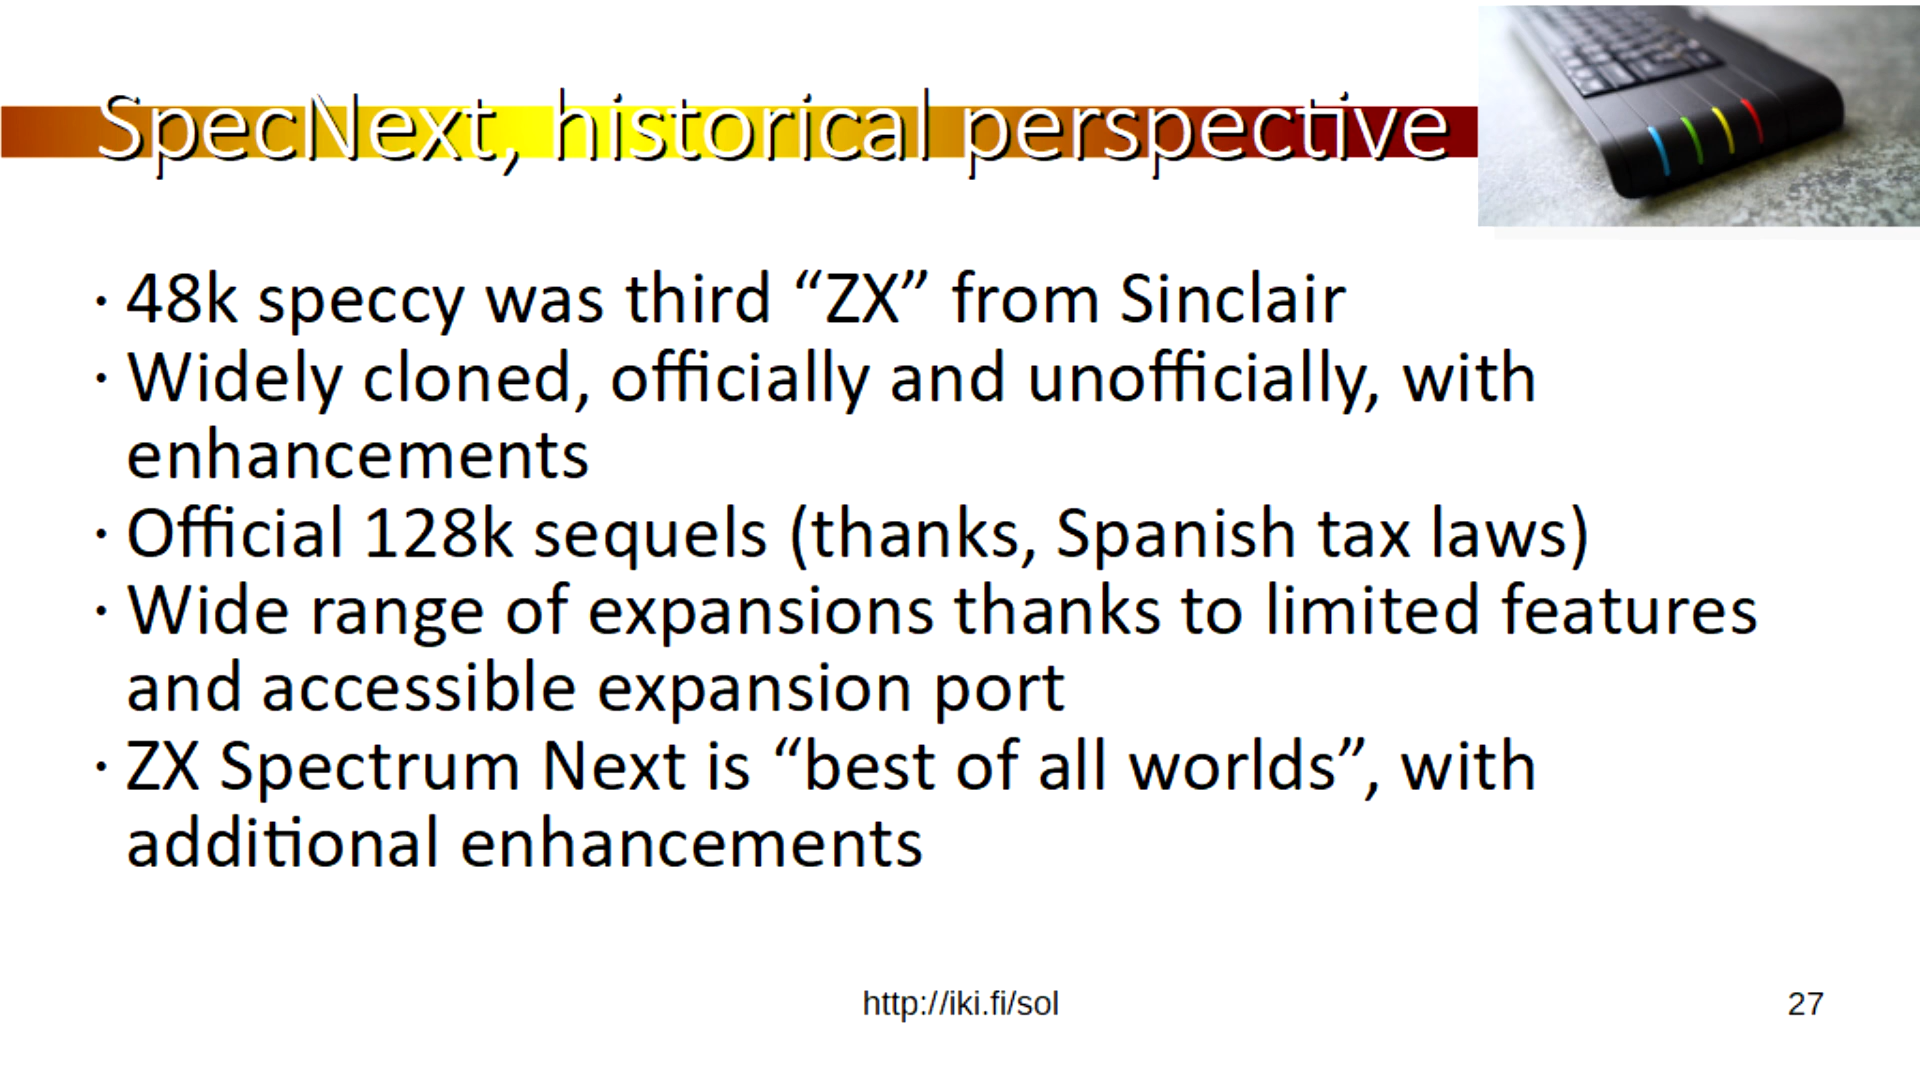 SpecNext, historical perspective
· 48k speccy was third “ZX” from Sinclair
· Widely cloned, officially and unofficially, with
enhancements
· Official 128k sequels (thanks, Spanish tax laws)
· Wide range of expansions thanks to limited features
and accessible expansion port
· ZX Spectrum Next is “best of all worlds”, with
additional enhancements
http://iki.fi/sol
27